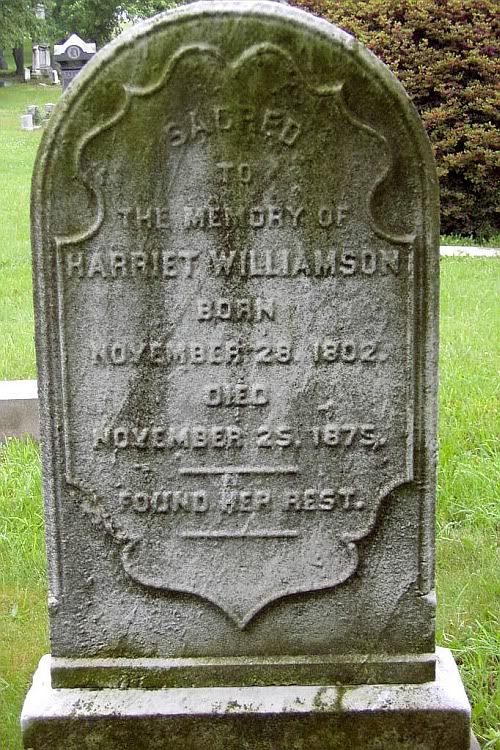 SACRED
TO
THE MEMORY OF
HARRIET WILLIAMSON
BORN
NOVEMBER 28. 1802.
DIED
NOVEMBER 25. 1875.
FOUND HER REST.